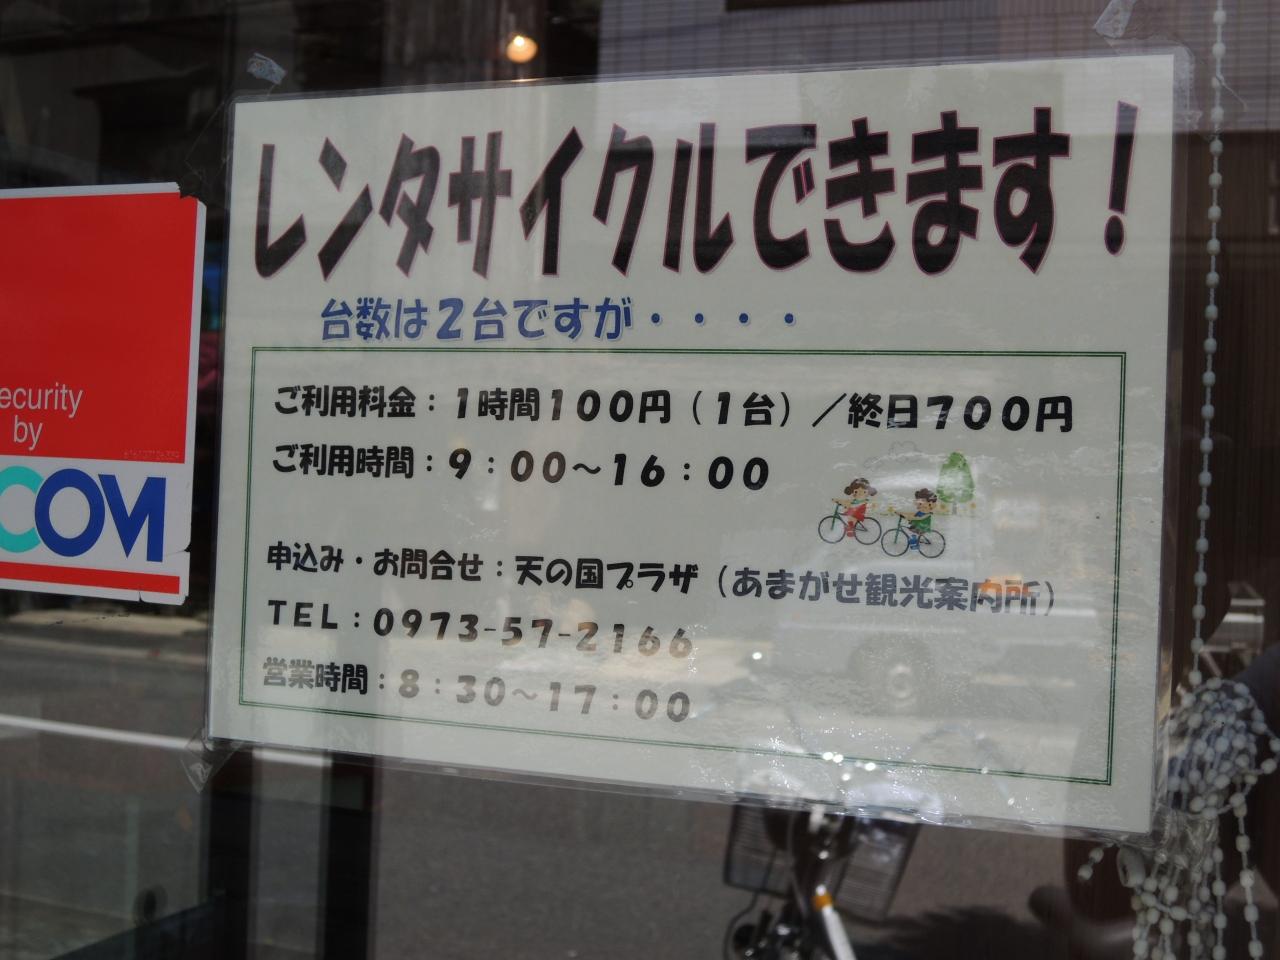 レンタサイクルできます！
台数は２台ですが・・・・
ご利用料金：１時間１００円（１台）／終日７００円
ご利用時間：９：００～１６：００
申込み・お問合せ：天の国プラザ（あまがせ観光案内所）
ＴＥＬ：０９７３-５７-２１６６
営業時間：８：３０～１７：００
ecurity
by
COM